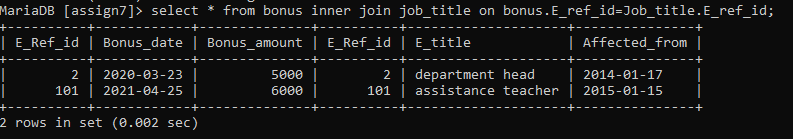 MariaDB [assign7]> select * from bonus inner join job_title on bonus.E_ref_id=Job_title.E_ref_id;
+----------+------------+--------------+----------+--------------------+---------------+
| E_Ref_id | Bonus_date | Bonus_amount | E_Ref_id | E_title            | Affected_from |
+----------+------------+--------------+----------+--------------------+---------------+
|        2 | 2020-03-23 |         5000 |        2 | department head    | 2014-01-17    |
|      101 | 2021-04-25 |         6000 |      101 | assistance teacher | 2015-01-15    |
+----------+------------+--------------+----------+--------------------+---------------+
2 rows in set (0.002 sec)